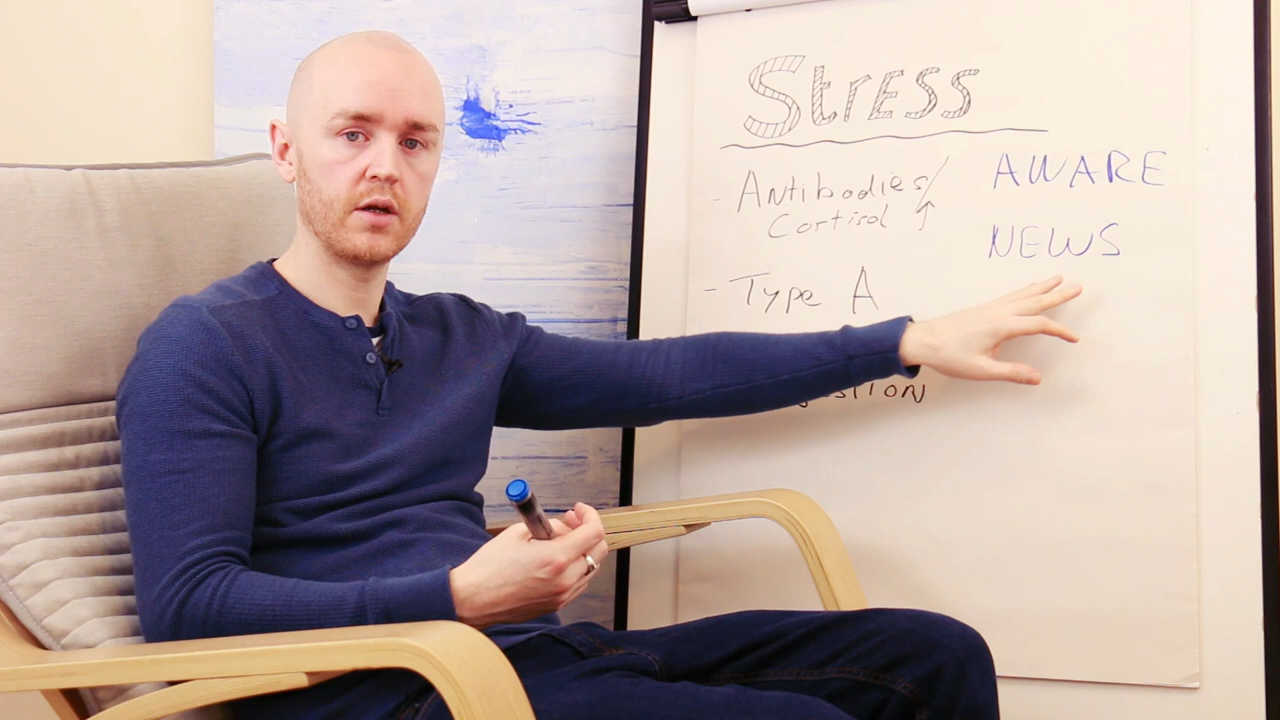 Stress
- Antibodies/
Cortisol ↑
- Type A
AWARE
NEWS